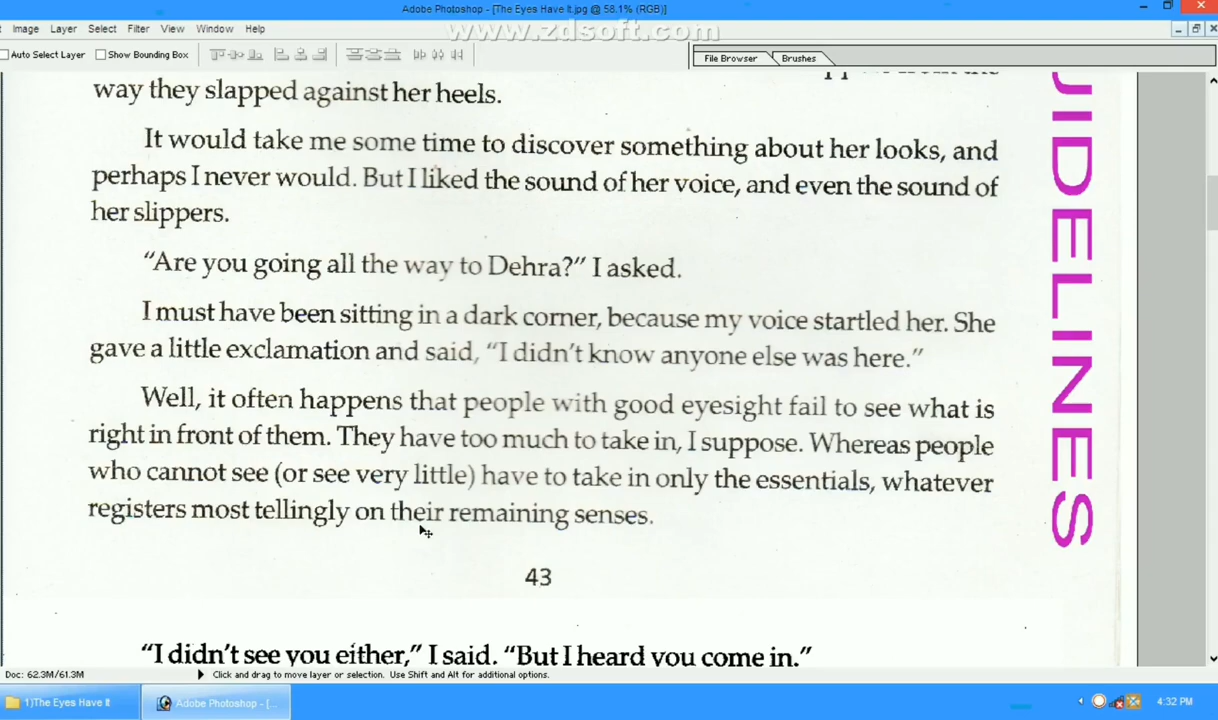 Adobe Photoshop - [The Eyes Have It.jpg @ 58.1% (RGB)]
Image Layer Select Filter View Window Help
www.zdsoft.com
Auto Select Layer Show Bounding Box File Browser Brushes
way they slapped against her heels.
It would take me some time to discover something about her looks, and
perhaps I never would. But I liked the sound of her voice, and even the sound of
her slippers.
"Are you going all the way to Dehra?" I asked.
I must have been sitting in a dark corner, because my voice startled her. She
gave a little exclamation and said, "I didn't know anyone else was here."
Well, it often happens that people with good eyesight fail to see what is
right in front of them. They have too much to take in, I suppose. Whereas people
who cannot see (or see very little) have to take in only the essentials, whatever
registers most tellingly on their remaining senses.
43
"I didn't see you either," I said. "But I heard you come in."
UIDELINES
Doc: 62.3M/61.3M Click and drag to move layer or selection. Use Shift and Alt for additional options.
1)The Eyes Have It Adobe Photoshop - [... 4:32 PM